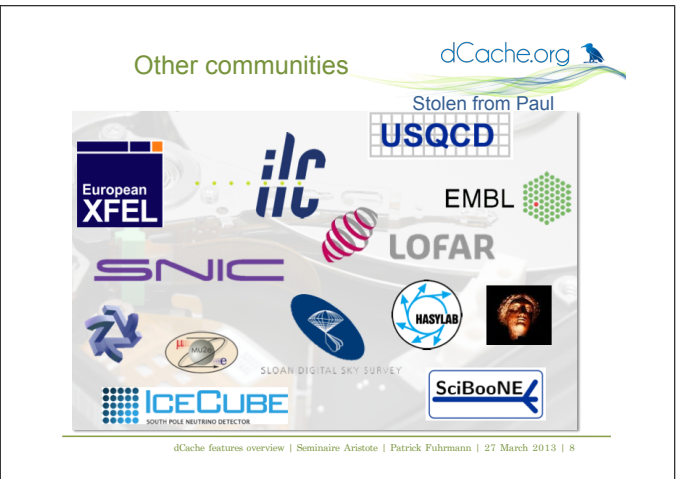 Other communities
dCache.org
Stolen from Paul
USQCD
European
XFEL
ilc
EMBL
LOFAR
SNIC
HASYLAB
μ
MU2e
e
SLOAN DIGITAL SKY SURVEY
SciBooNE
ICECUBE
SOUTH POLE NEUTRINO DETECTOR
dCache features overview | Seminaire Aristote | Patrick Fuhrmann | 27 March 2013 | 8